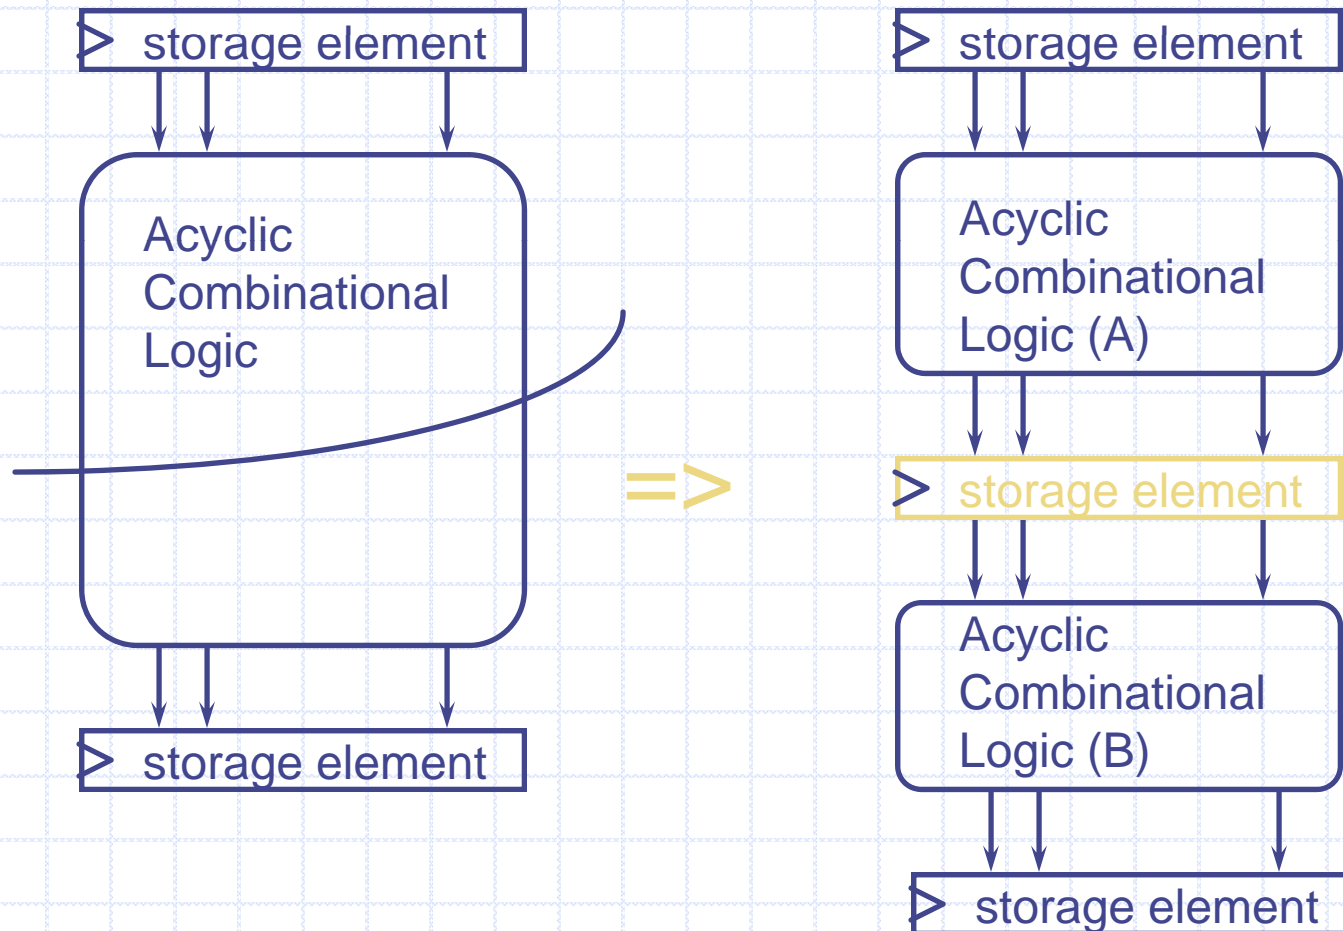 storage element
Acyclic
Combinational
Logic
storage element
=>
storage element
Acyclic
Combinational
Logic (A)
storage element
Acyclic
Combinational
Logic (B)
storage element